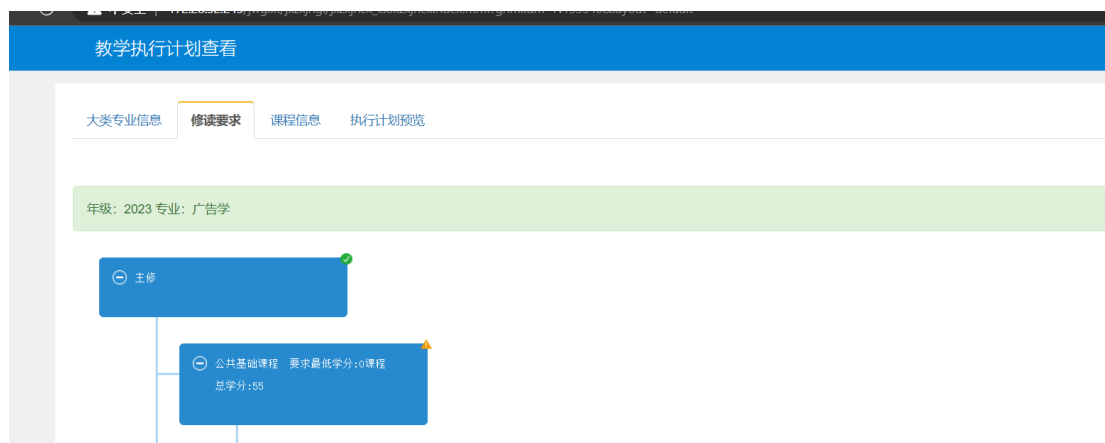 教学执行计划查看
大类专业信息 修读要求 课程信息 执行计划预览
年级：2023 专业：广告学
主修
公共基础课程 要求最低学分:0课程
总学分:55